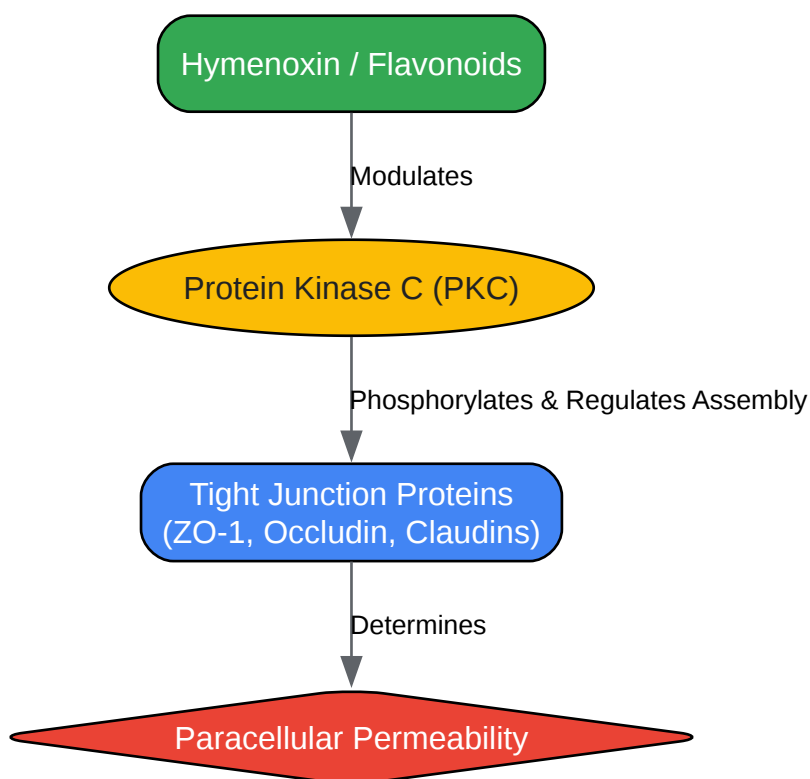 Hymenoxin / Flavonoids
Modulates
Protein Kinase C (PKC)
Phosphorylates & Regulates Assembly
Tight Junction Proteins
(ZO-1, Occludin, Claudins)
Determines
Paracellular Permeability